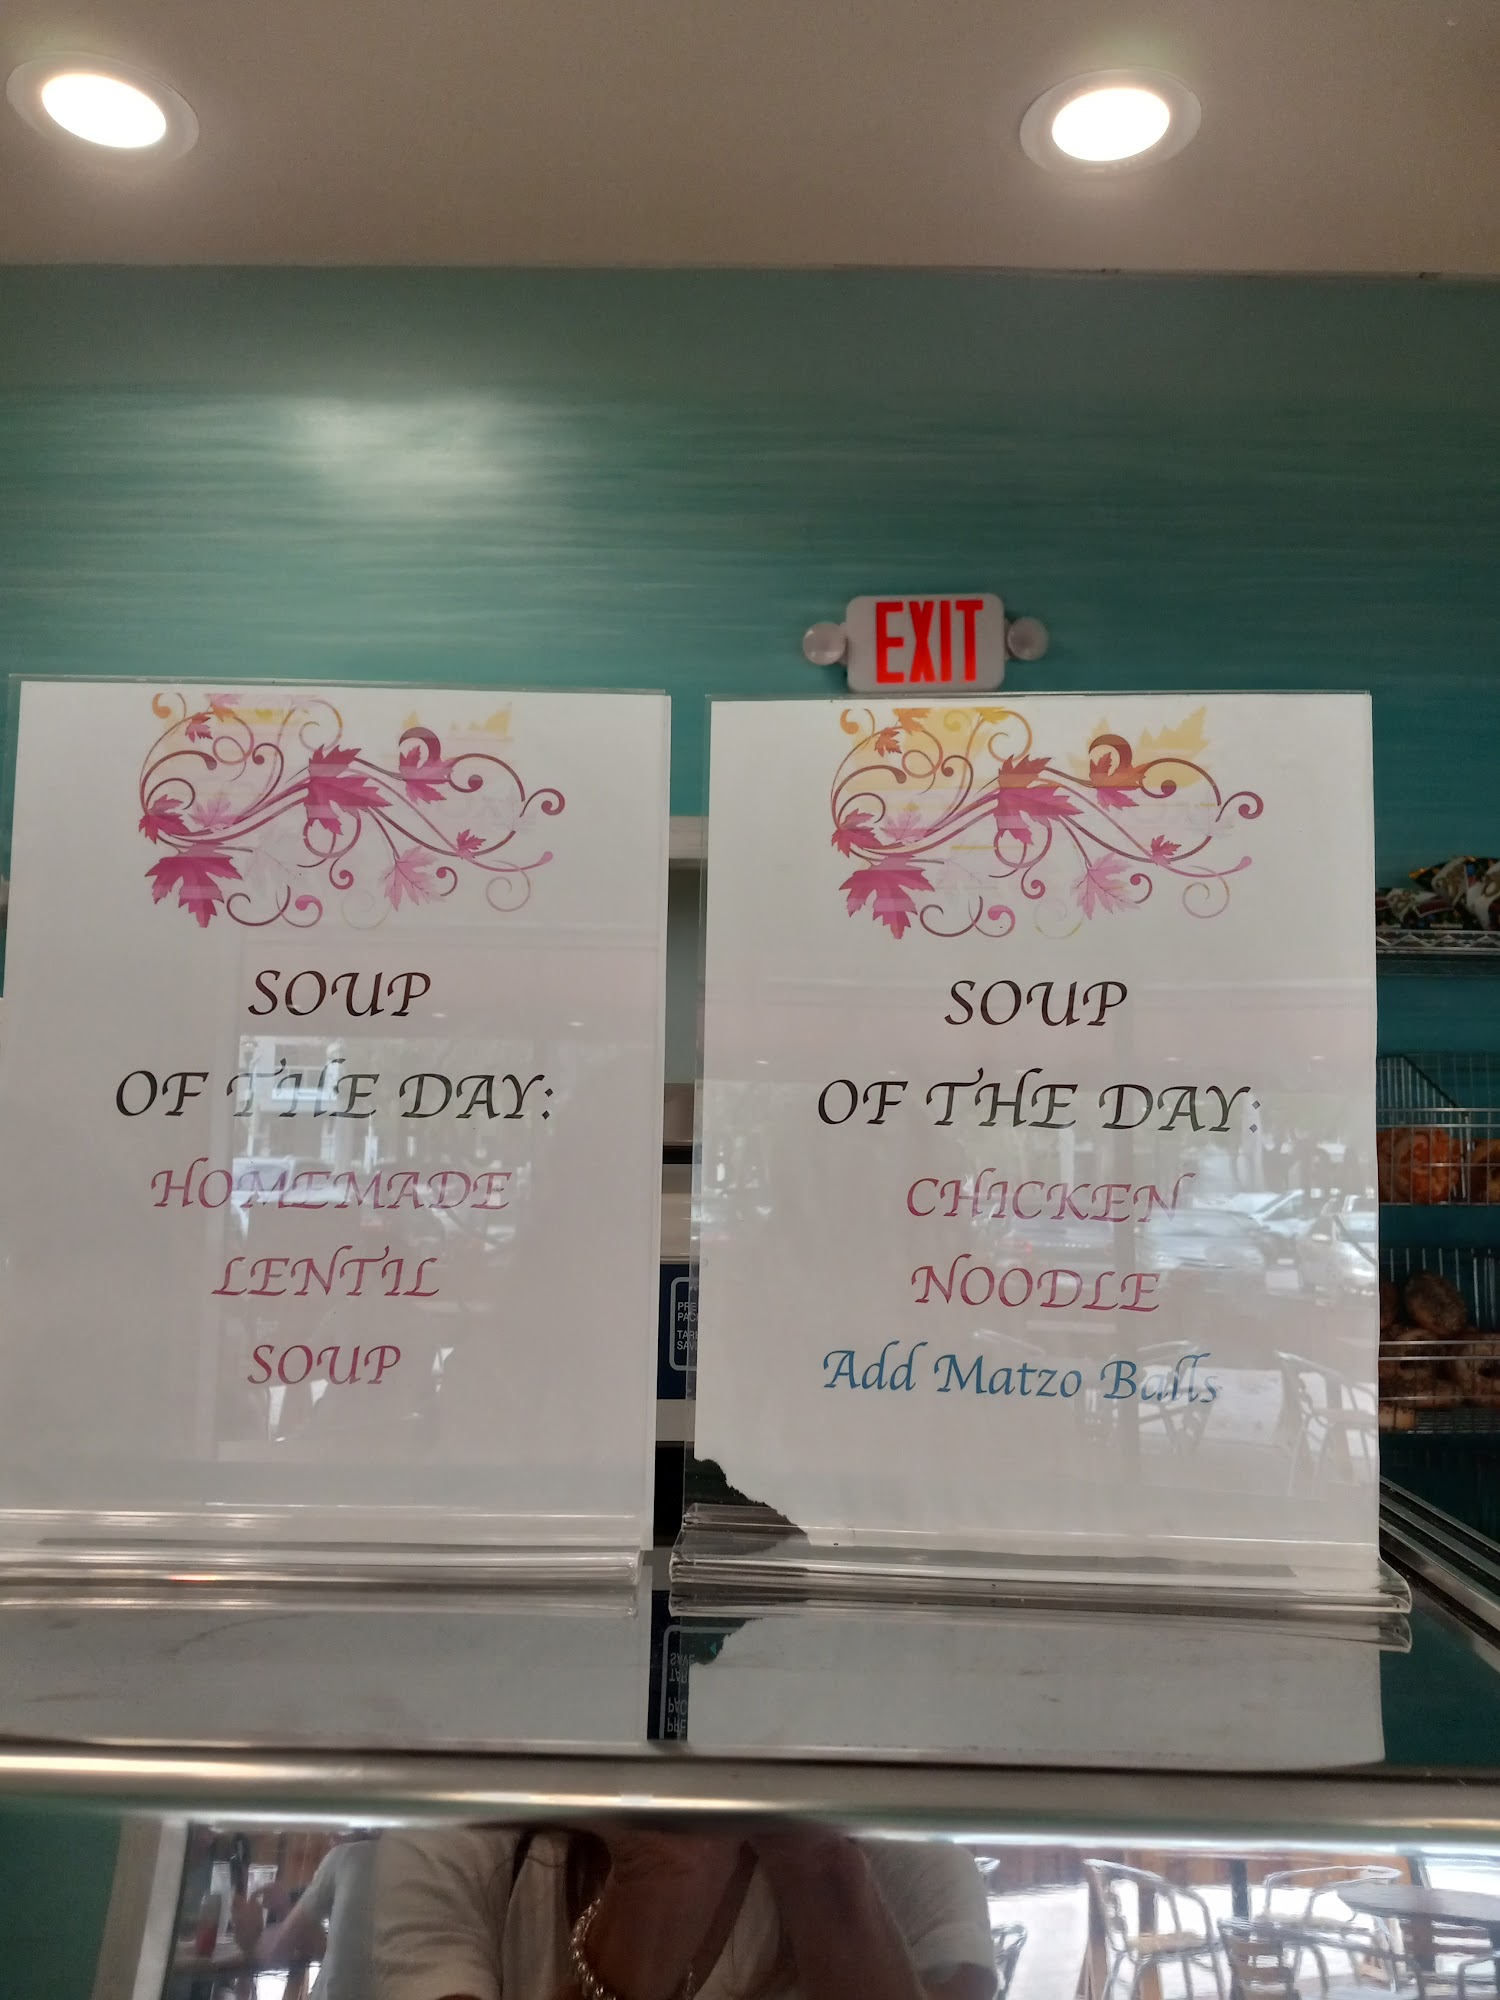 EXIT
SOUP
OF THE DAY:
HOMEMADE
LENTIL
SOUP
SOUP
OF THE DAY:
CHICKEN
NOODLE
Add Matzo Balls